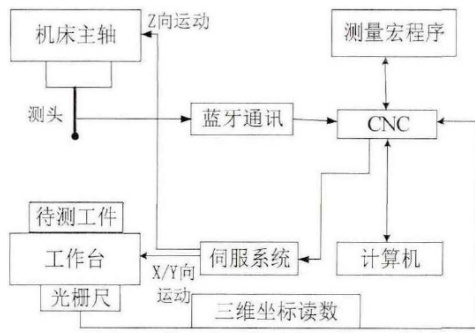 机床主轴
Z向运动
测量宏程序
测头
蓝牙通讯
CNC
待测工件
工作台
X/Y向
运动
伺服系统
计算机
光栅尺
三维坐标读数